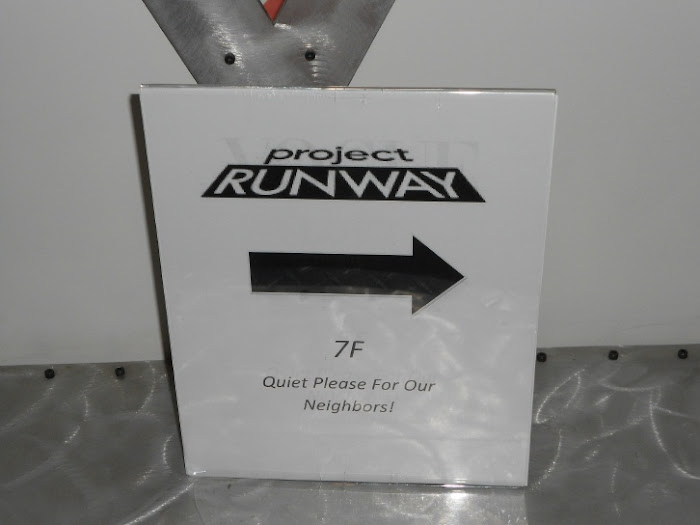 project
RUNWAY
7F
Quiet Please For Our
Neighbors!